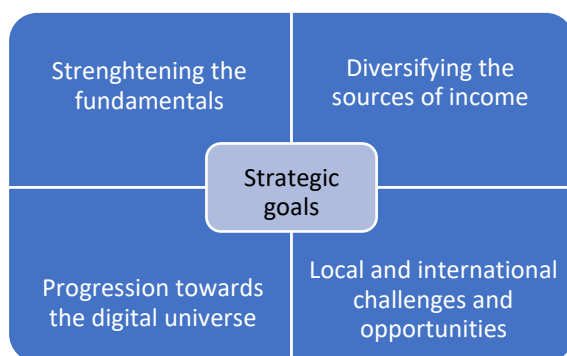 Strenghtening the
fundamentals
Diversifying the
sources of income
Strategic
goals
Progression towards
the digital universe
Local and international
challenges and
opportunities